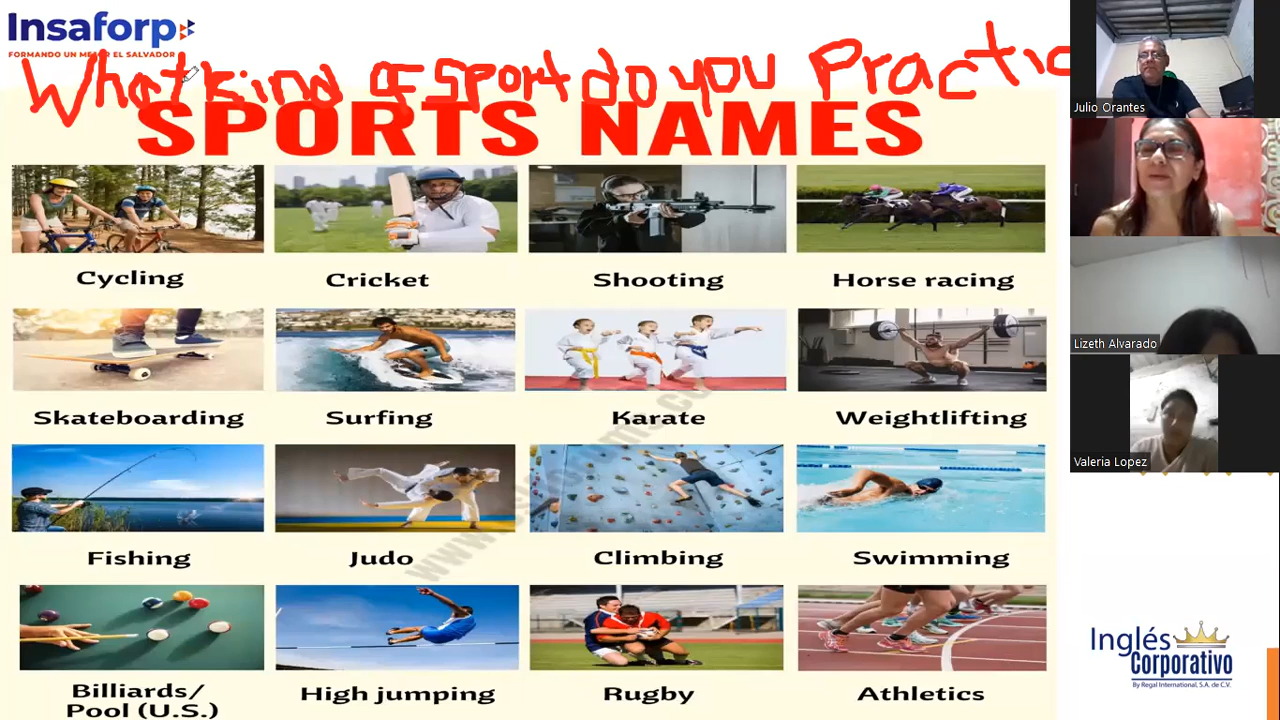 Insaforp
FORMANDO UN MEJOR EL SALVADOR
What kind of sport do you Practic
SPORTS NAMES
Cycling
Cricket
Shooting
Horse racing
Skateboarding
Surfing
Karate
Weightlifting
Fishing
Judo
Climbing
Swimming
Billiards/
Pool (U.S.)
High jumping
Rugby
Athletics
Julio Orantes
Lizeth Alvarado
Valeria Lopez
Inglés
Corporativo
By Regal International, S.A. de C.V.